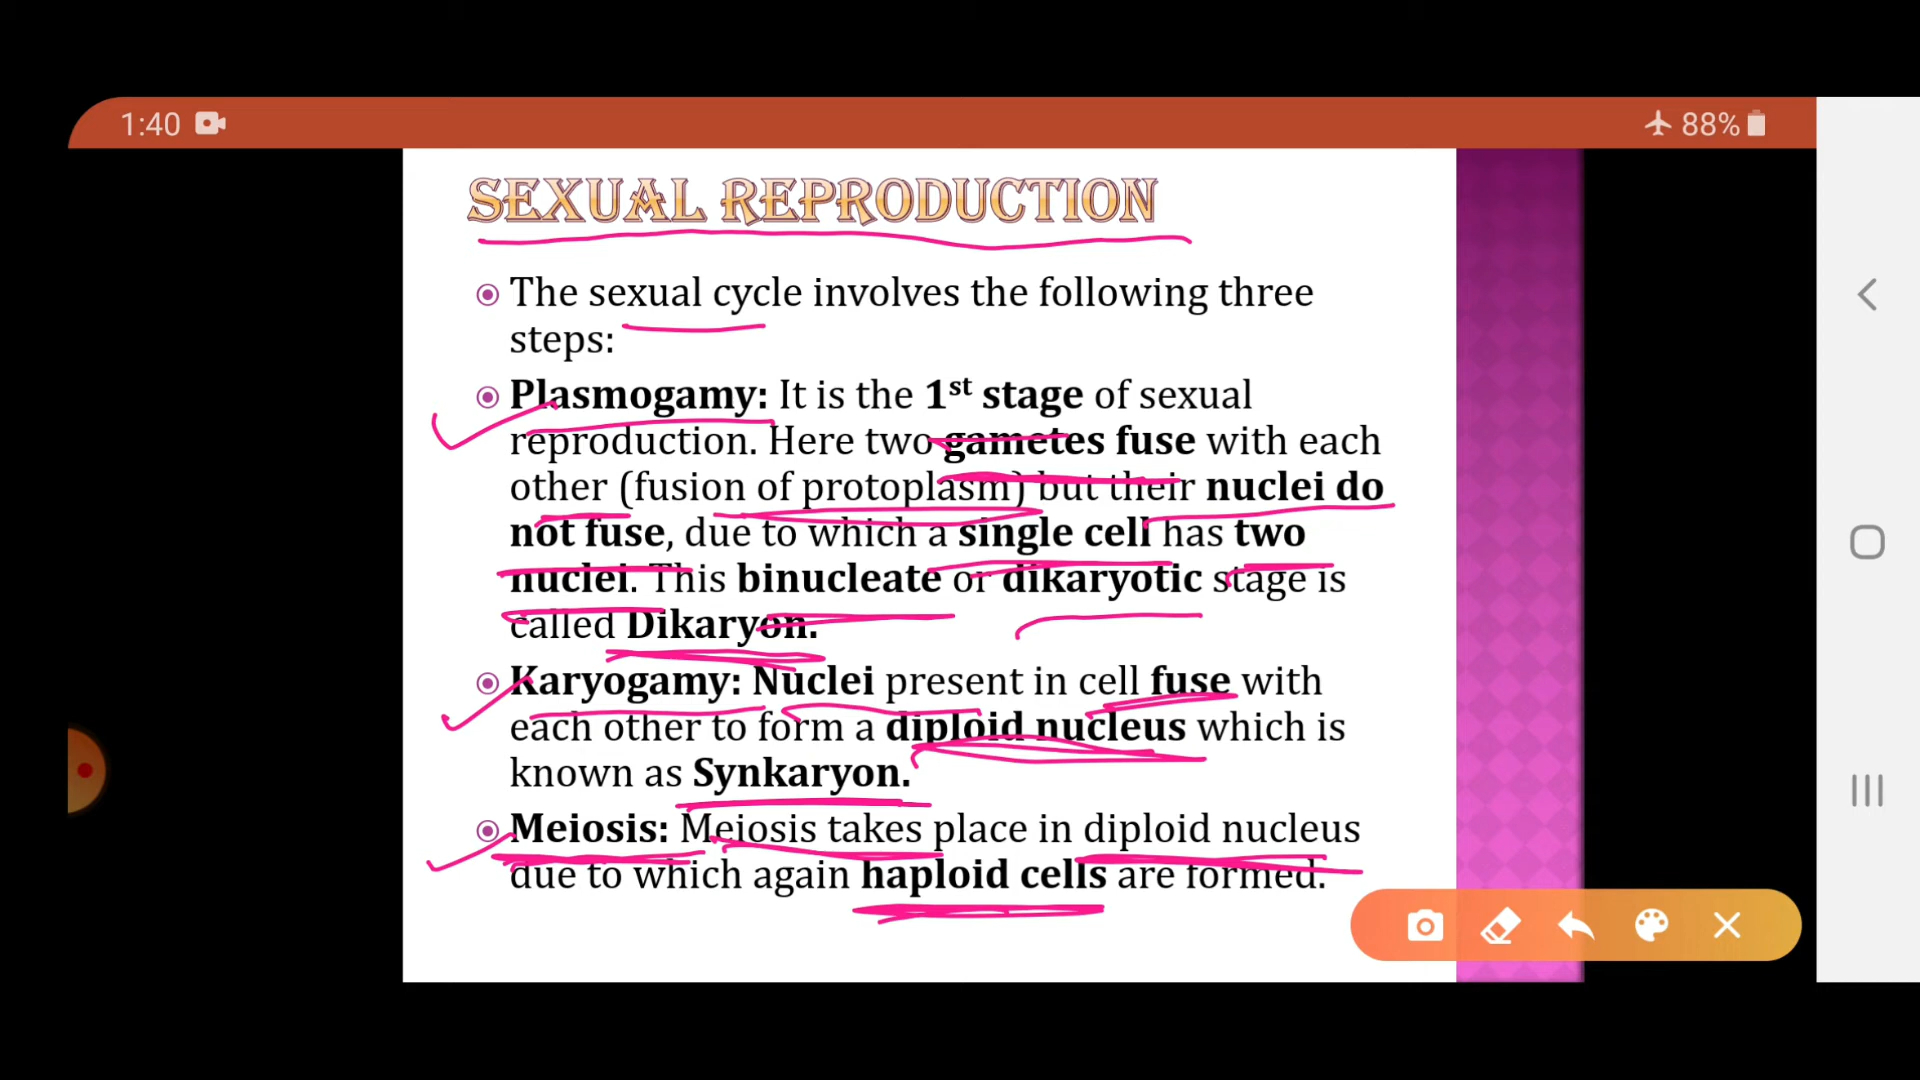 1:40
88%
SEXUAL REPRODUCTION
The sexual cycle involves the following three
steps:
Plasmogamy: It is the 1st stage of sexual
reproduction. Here two gametes fuse with each
other (fusion of protoplasm) but their nuclei do
not fuse, due to which a single cell has two
nuclei. This binucleate or dikaryotic stage is
called Dikaryon.
Karyogamy: Nuclei present in cell fuse with
each other to form a diploid nucleus which is
known as Synkaryon.
Meiosis: Meiosis takes place in diploid nucleus
due to which again haploid cells are formed.